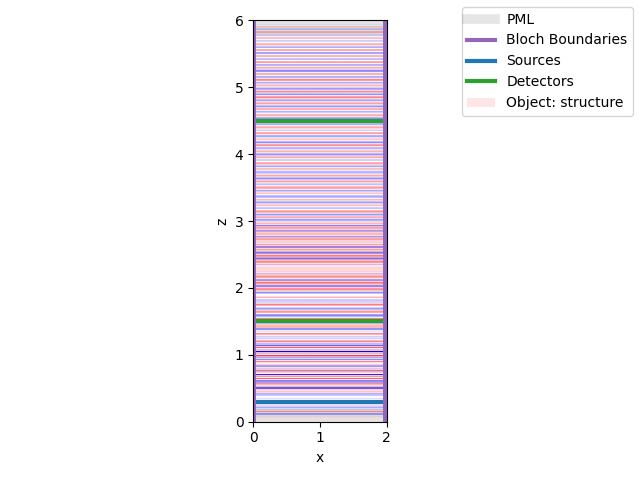 PML
Bloch Boundaries
Sources
Detectors
Object: structure
6
5
4
3
2
1
0
z
0 1 2
x